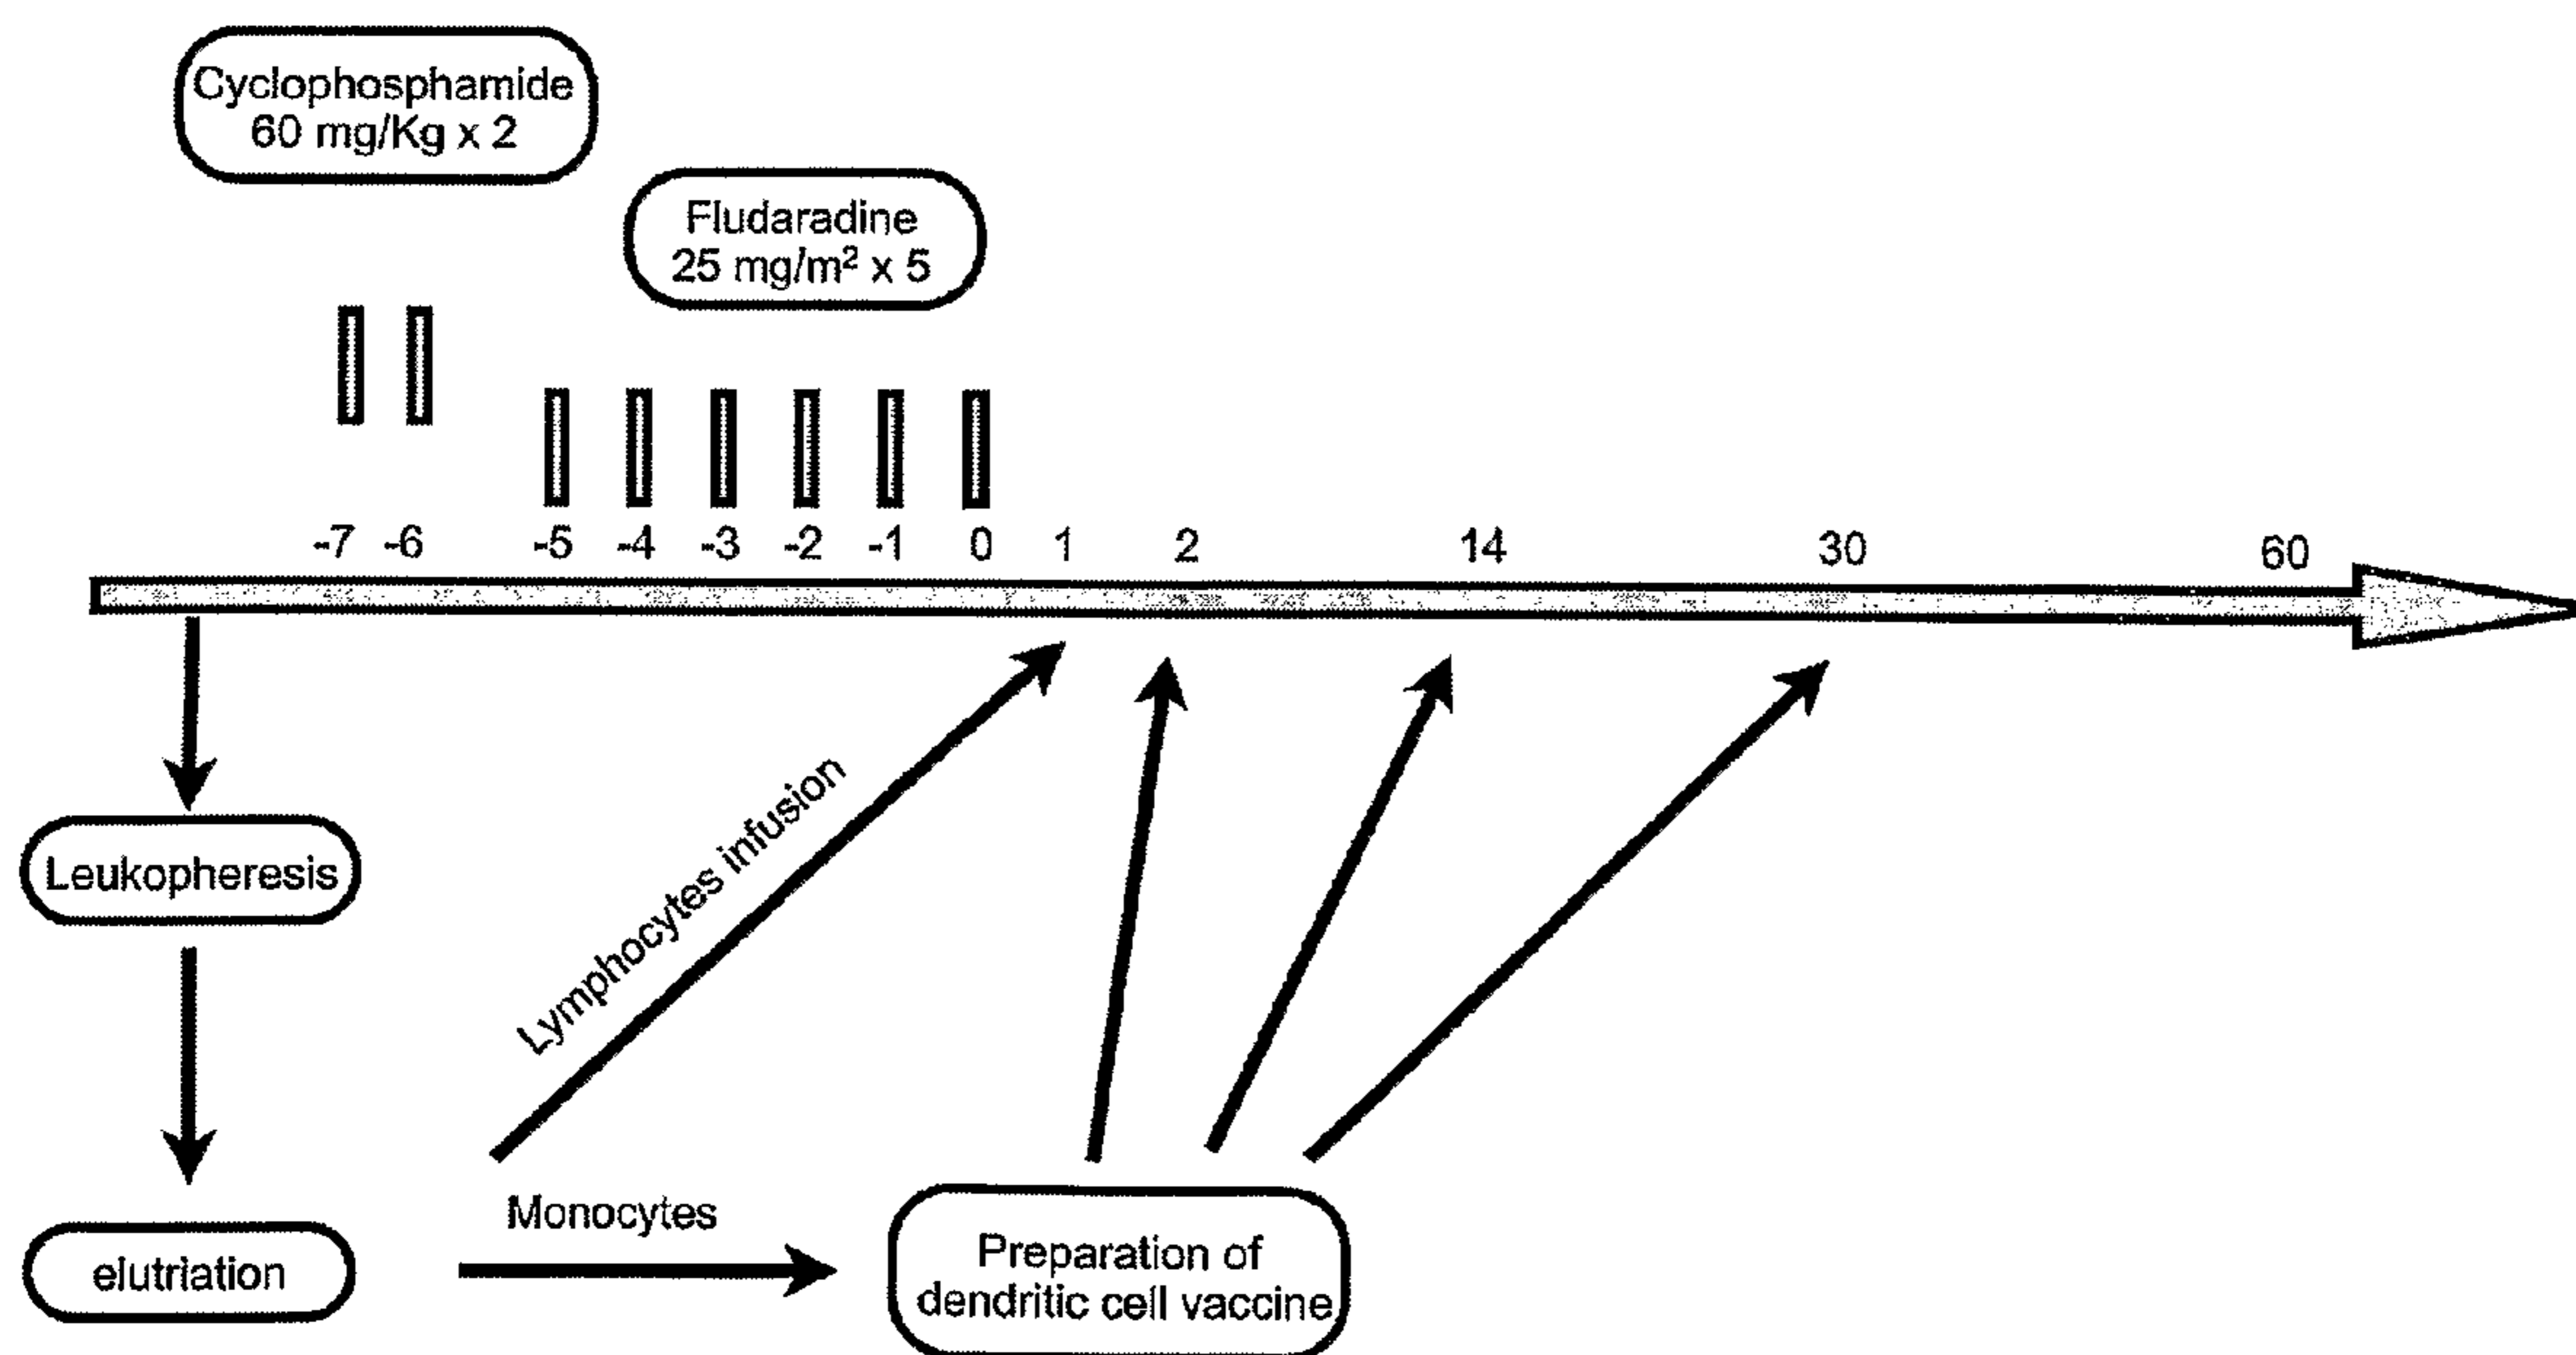 Cyclophosphamide
60 mg/Kg x 2
Fludaradine
25 mg/m² x 5
-7 -6 -5 -4 -3 -2 -1 0 1 2 14 30 60
Lymphocytes infusion
Leukopheresis
Monocytes
elutriation
Preparation of
dendritic cell vaccine